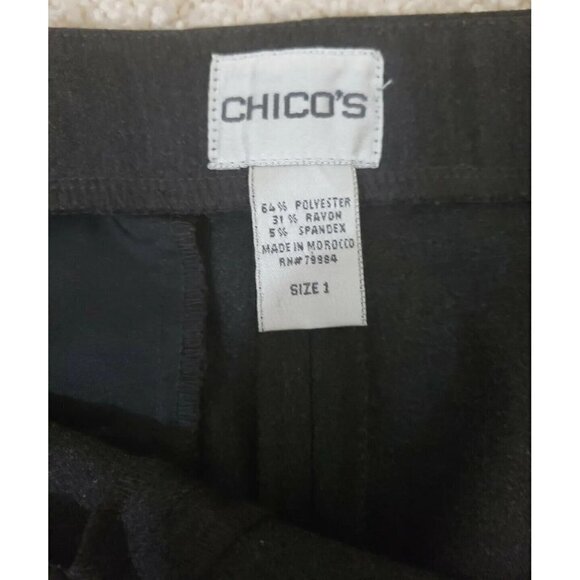 CHICO'S
64% POLYESTER
31% RAYON
5% SPANDEX
MADE IN MOROCCO
RN#79984
SIZE 1